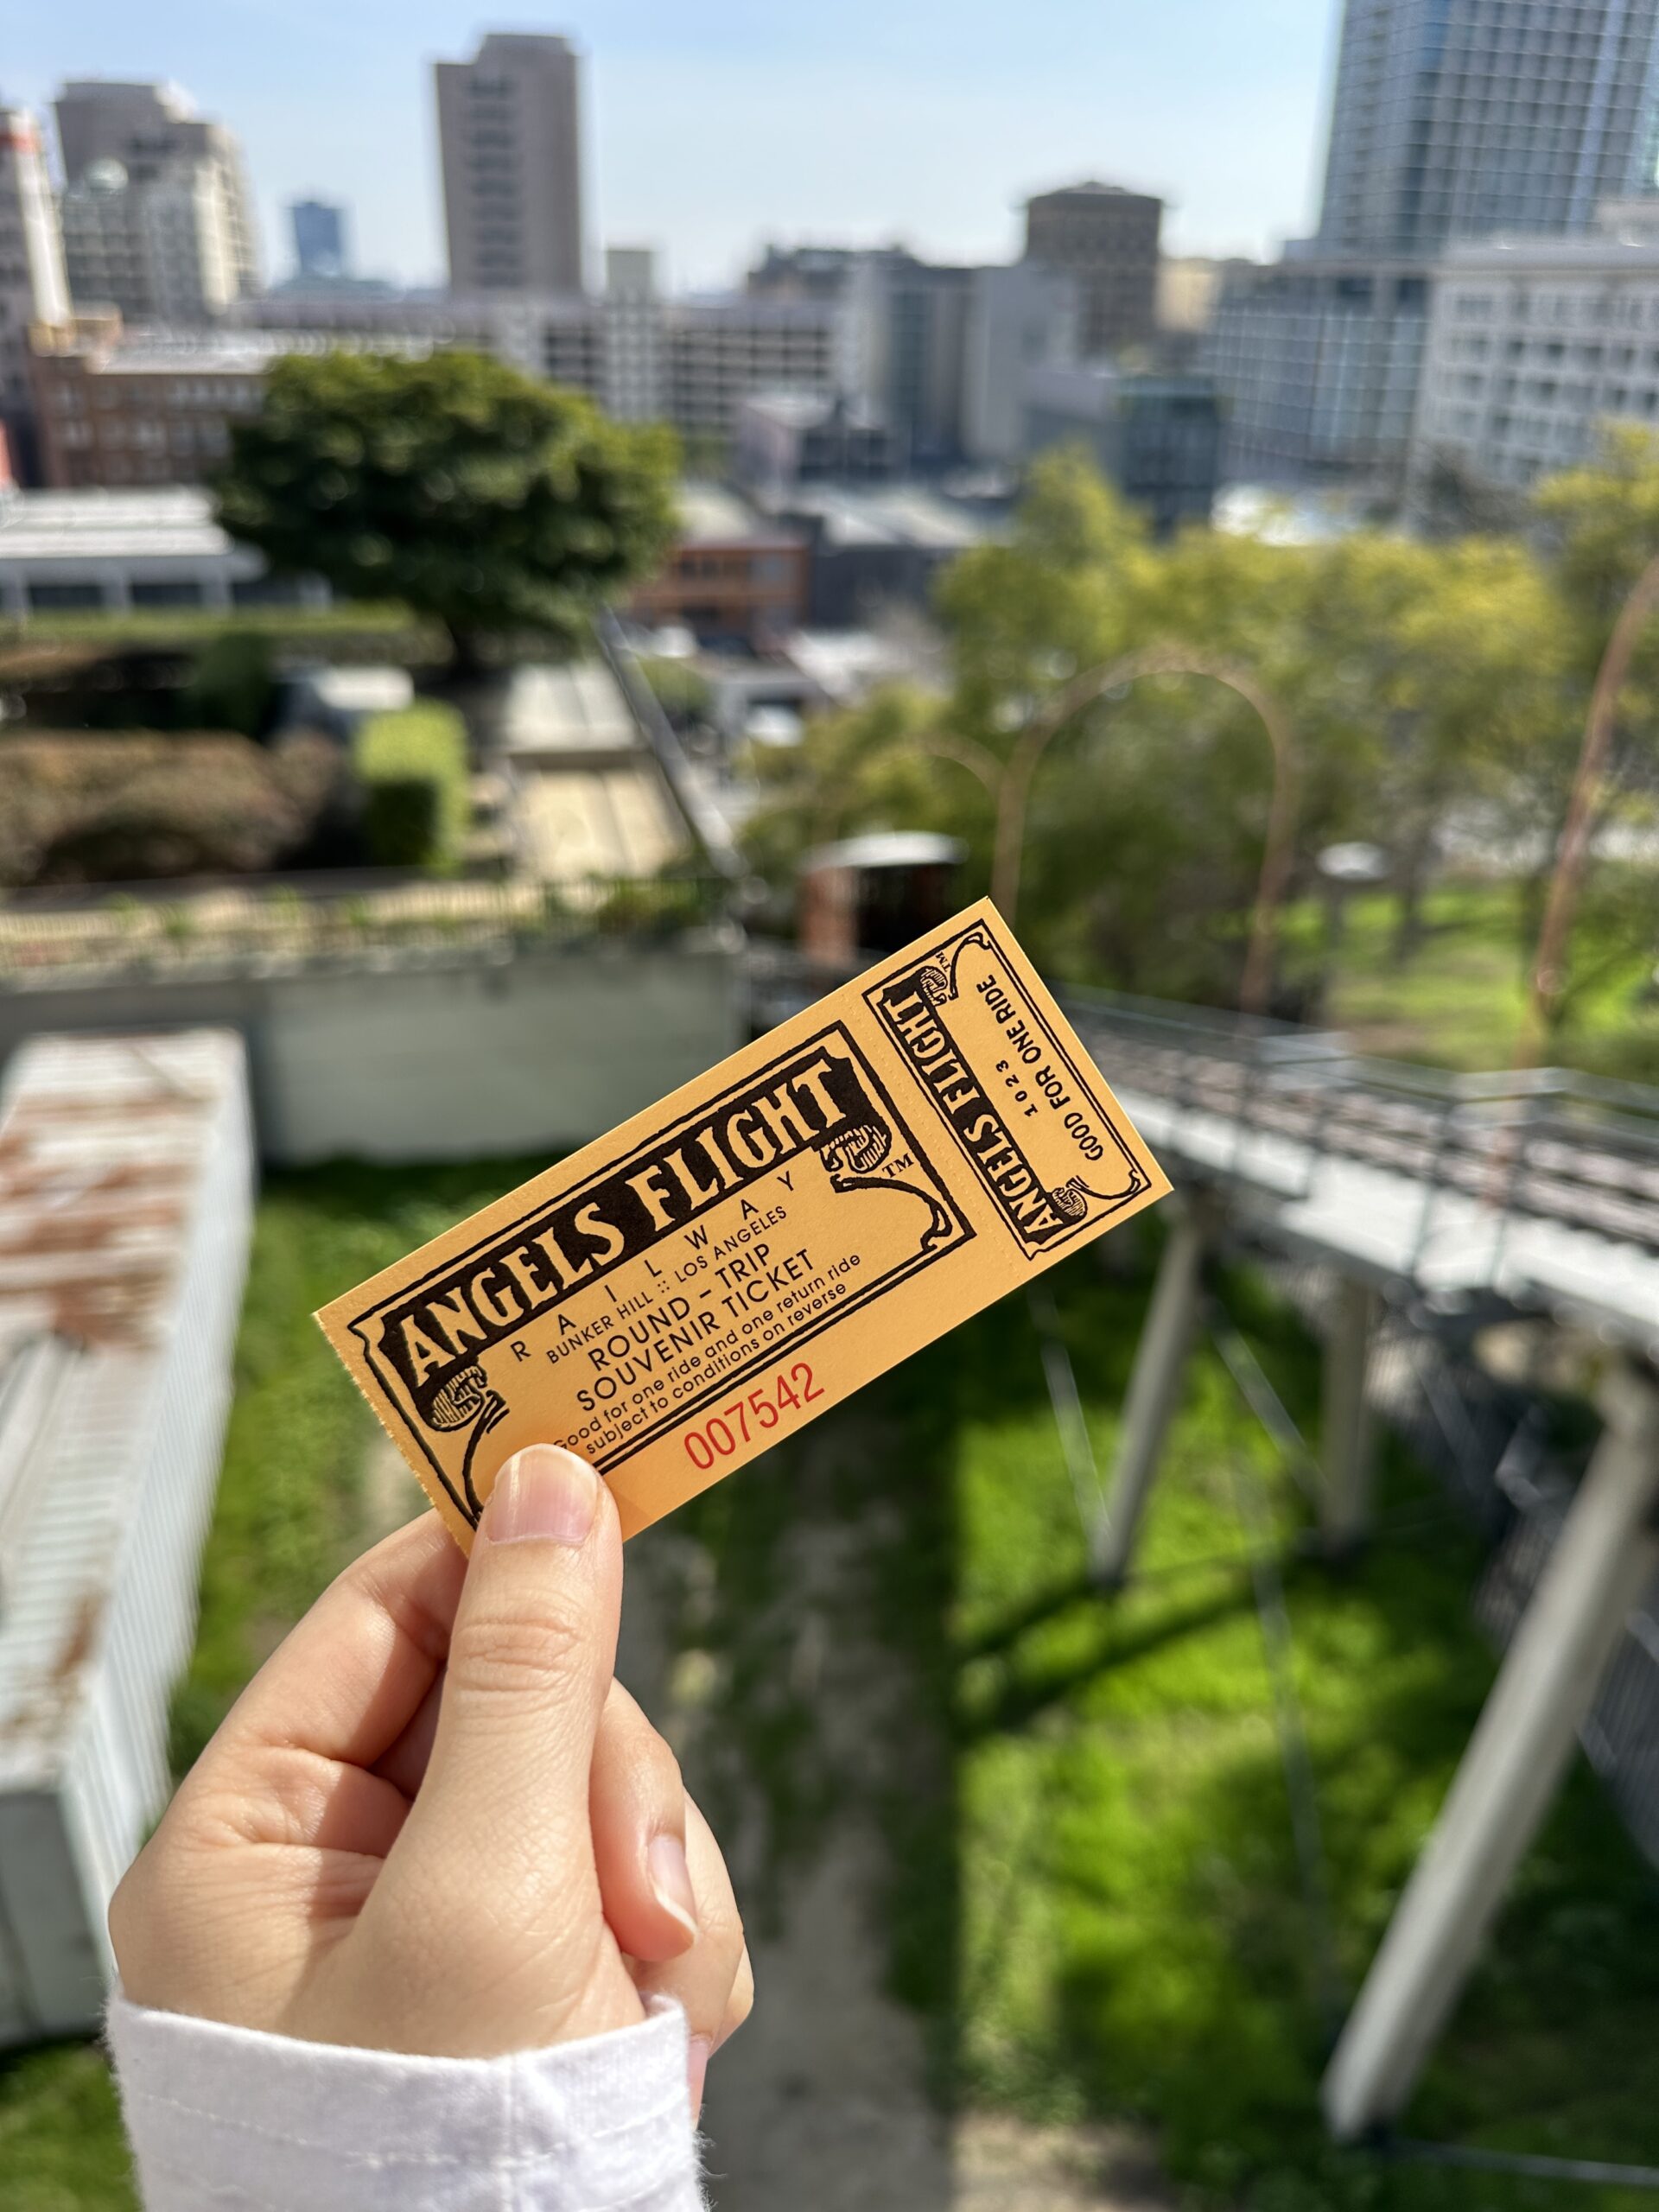 ANGELS FLIGHT
RAILWAY
TM
BUNKER HILL :: LOS ANGELES
ROUND - TRIP
SOUVENIR TICKET
Good for one ride and one return ride
subject to conditions on reverse
007542
ANGELS FLIGHT
TM
1023
GOOD FOR ONE RIDE